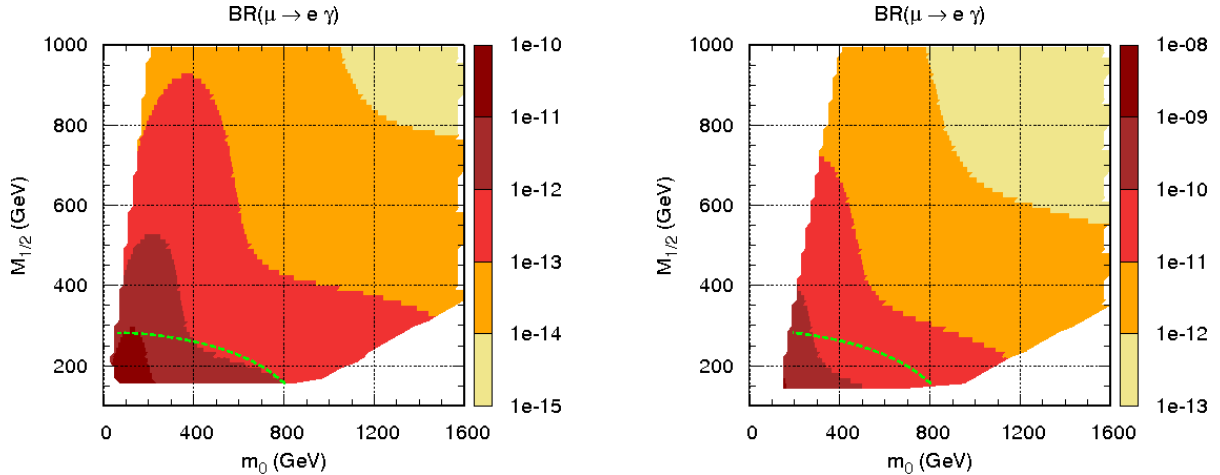 BR(μ → e γ)
1000
800
600
400
200
0
400
800
1200
1600
M1/2 (GeV)
m0 (GeV)
1e-10
1e-11
1e-12
1e-13
1e-14
1e-15
BR(μ → e γ)
1000
800
600
400
200
0
400
800
1200
1600
M1/2 (GeV)
m0 (GeV)
1e-08
1e-09
1e-10
1e-11
1e-12
1e-13